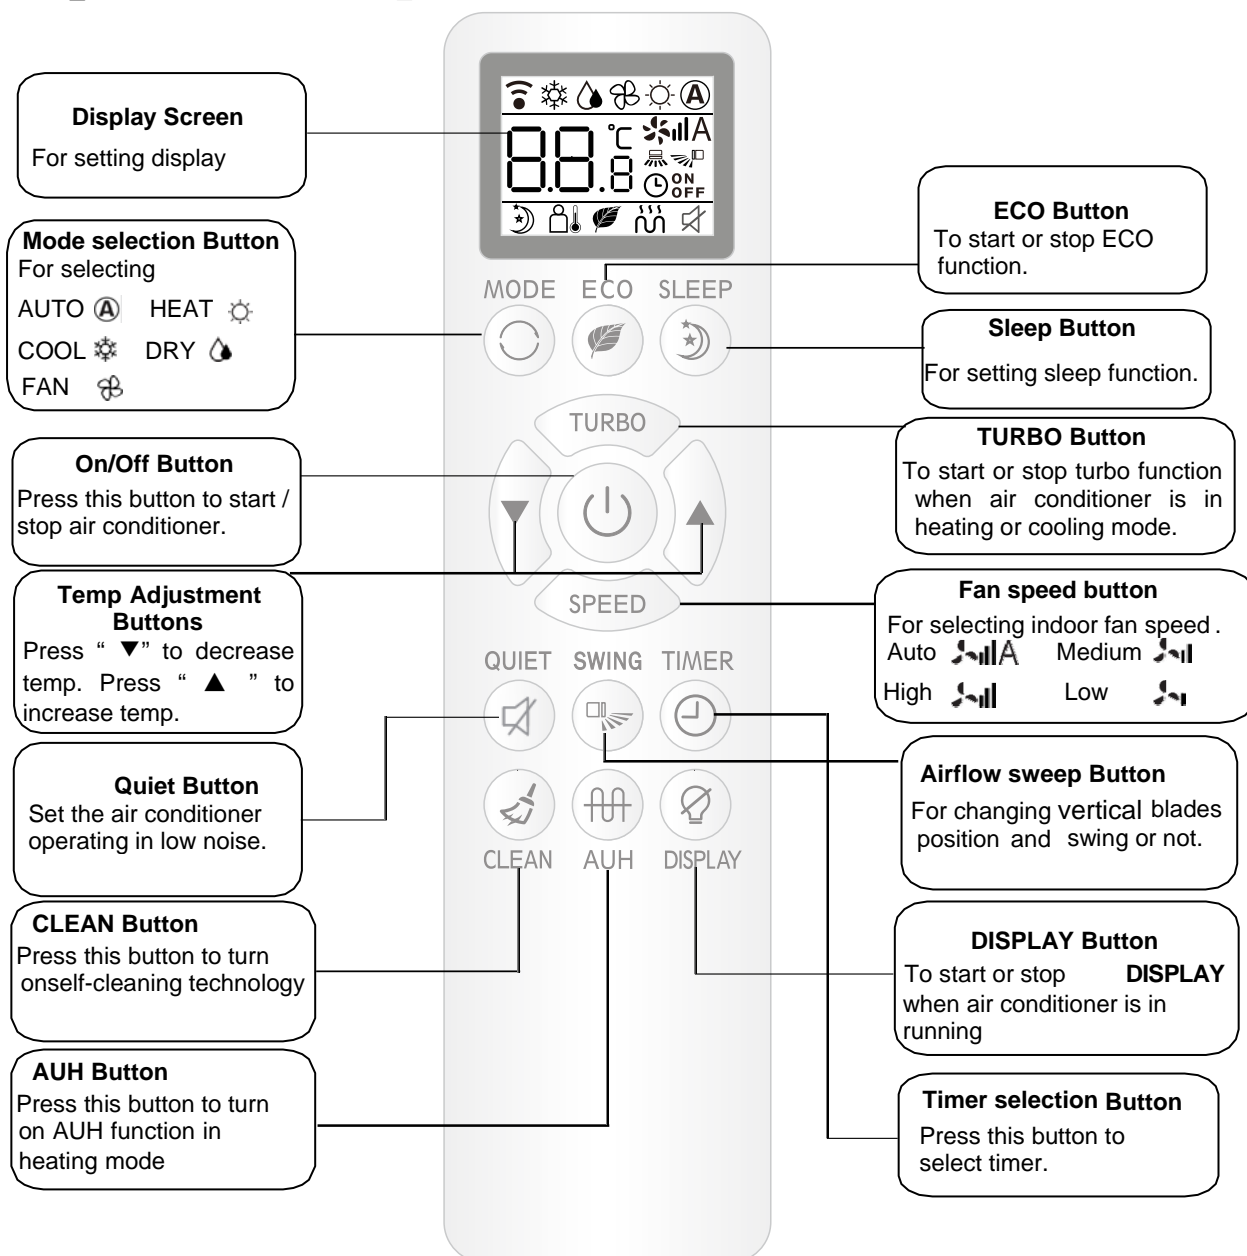 Display Screen
For setting display
Mode selection Button
For selecting
AUTO Ⓐ HEAT
COOL DRY
FAN
On/Off Button
Press this button to start /
stop air conditioner.
Temp Adjustment
Buttons
Press “ ▼” to decrease
temp. Press “ ▲ ” to
increase temp.
Quiet Button
Set the air conditioner
operating in low noise.
CLEAN Button
Press this button to turn
onself-cleaning technology
AUH Button
Press this button to turn
on AUH function in
heating mode
Ⓐ
88.8 °C A
ON
OFF
MODE ECO SLEEP
TURBO
SPEED
QUIET SWING TIMER
CLEAN AUH DISPLAY
ECO Button
To start or stop ECO
function.
Sleep Button
For setting sleep function.
TURBO Button
To start or stop turbo function
when air conditioner is in
heating or cooling mode.
Fan speed button
For selecting indoor fan speed .
Auto A Medium
High Low
Airflow sweep Button
For changing vertical blades
position and swing or not.
DISPLAY Button
To start or stop DISPLAY
when air conditioner is in
running
Timer selection Button
Press this button to
select timer.